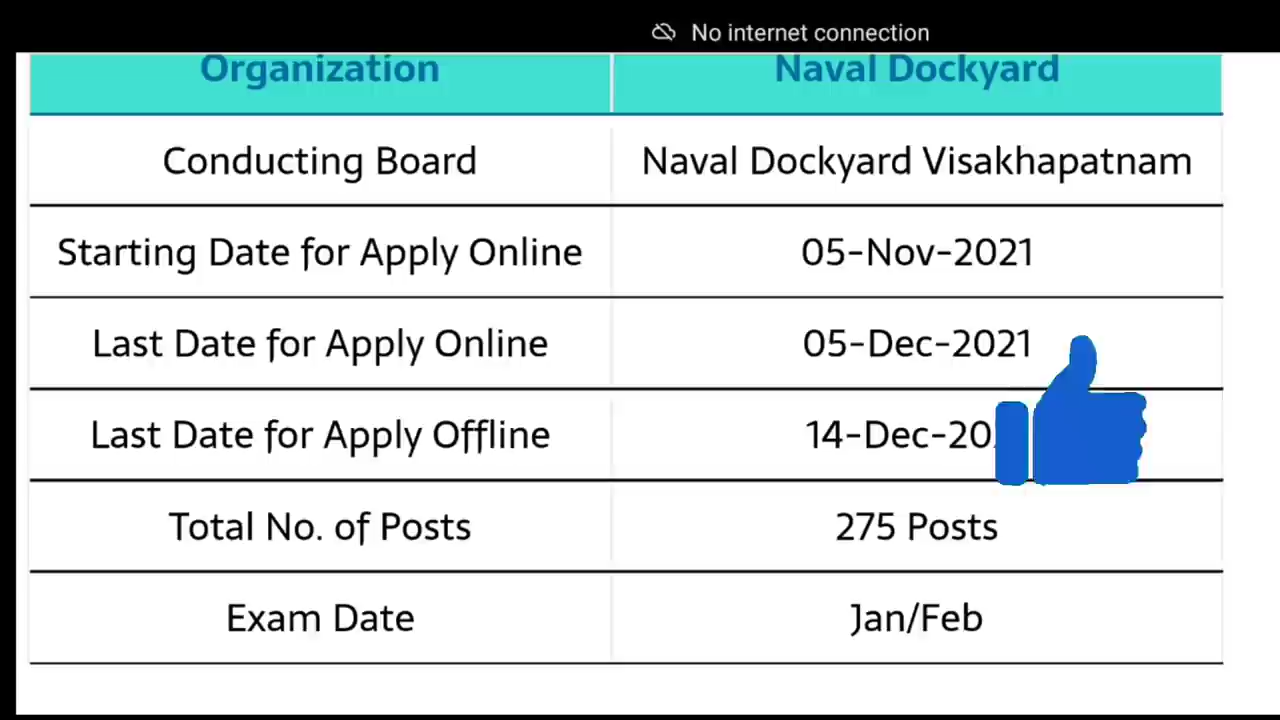 No internet connection
Organization Naval Dockyard
Conducting Board Naval Dockyard Visakhapatnam
Starting Date for Apply Online 05-Nov-2021
Last Date for Apply Online 05-Dec-2021
Last Date for Apply Offline
Total No. of Posts 275 Posts
Exam Date Jan/Feb